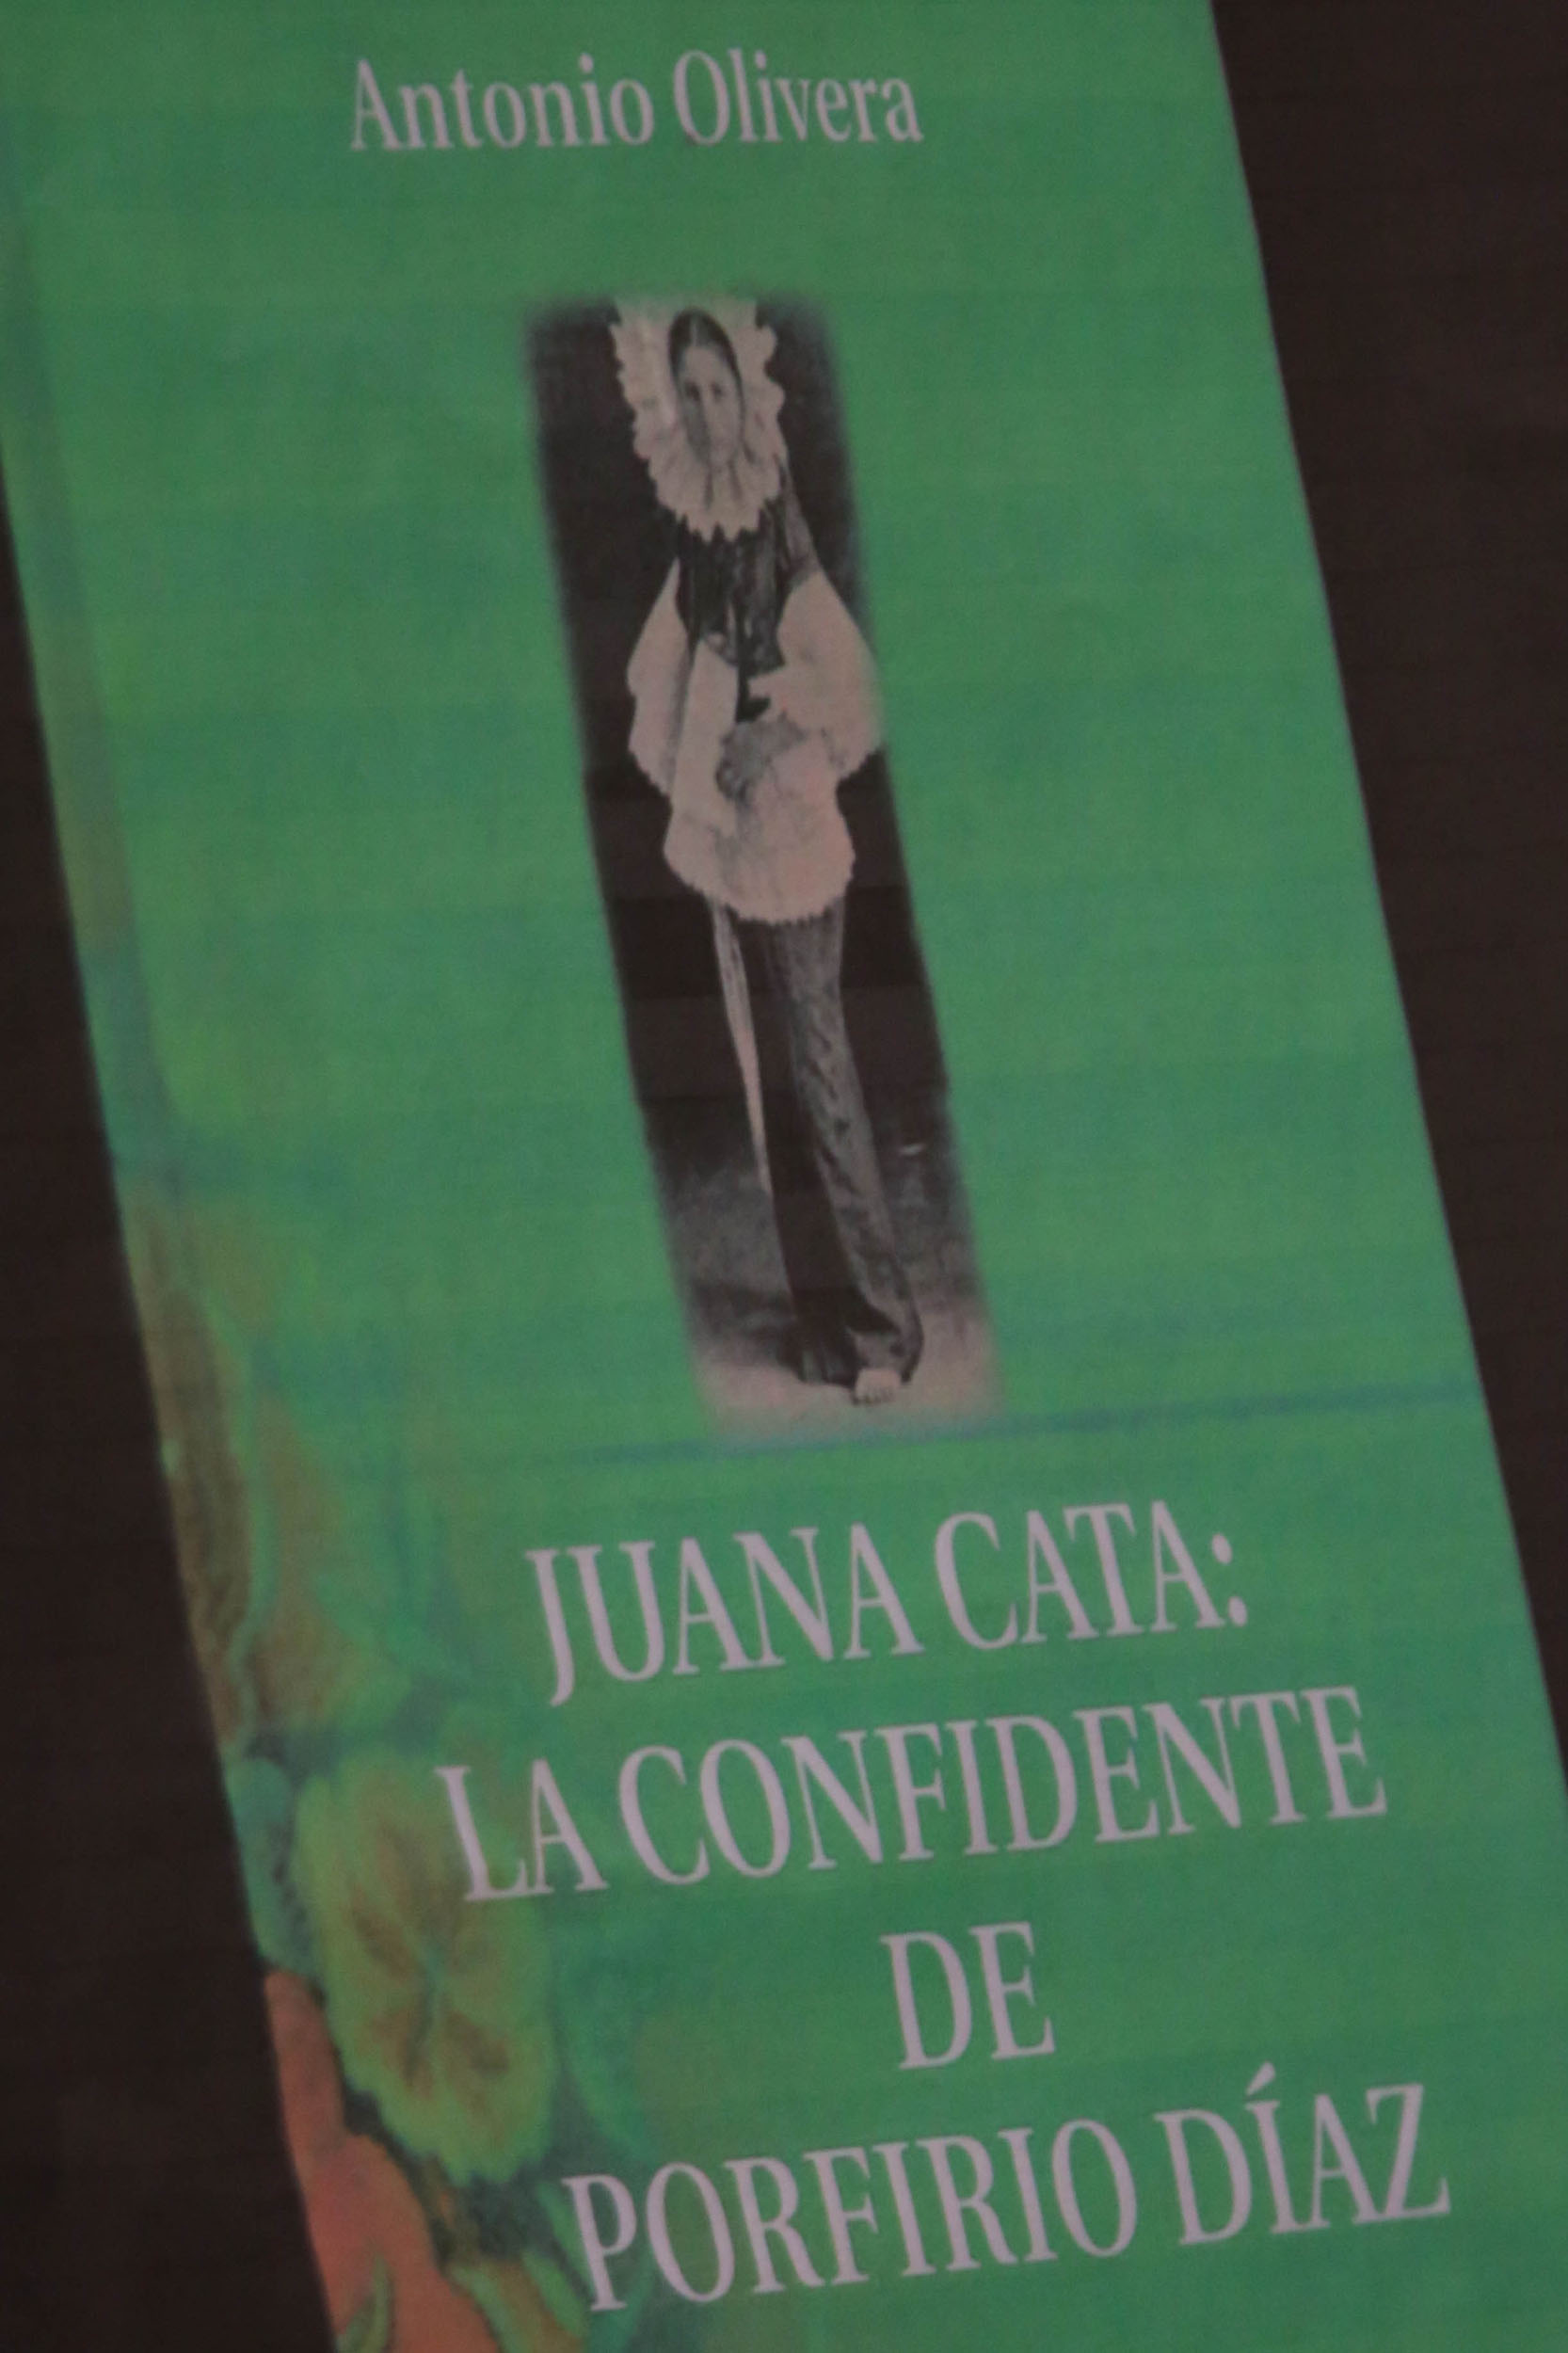 Antonio Olivera
JUANA CATA:
LA CONFIDENTE
DE
PORFIRIO DÍAZ